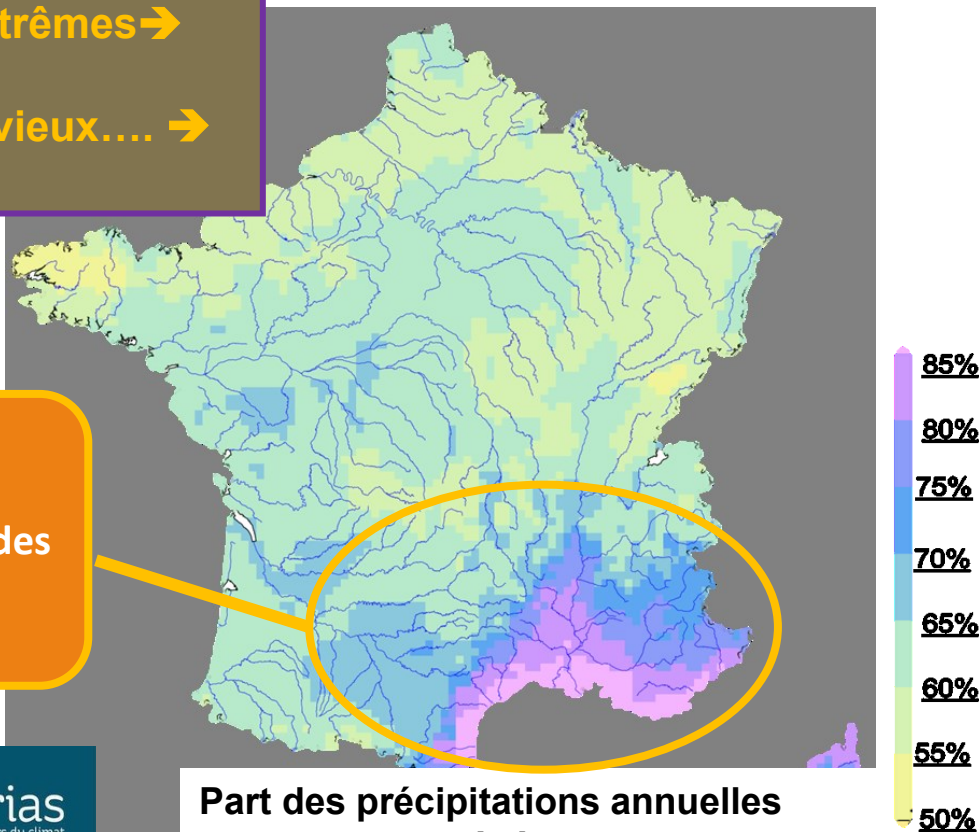 trêmes➔
vieux.... ➔
des
85%
80%
75%
70%
65%
60%
55%
50%
rias
Part des précipitations annuelles